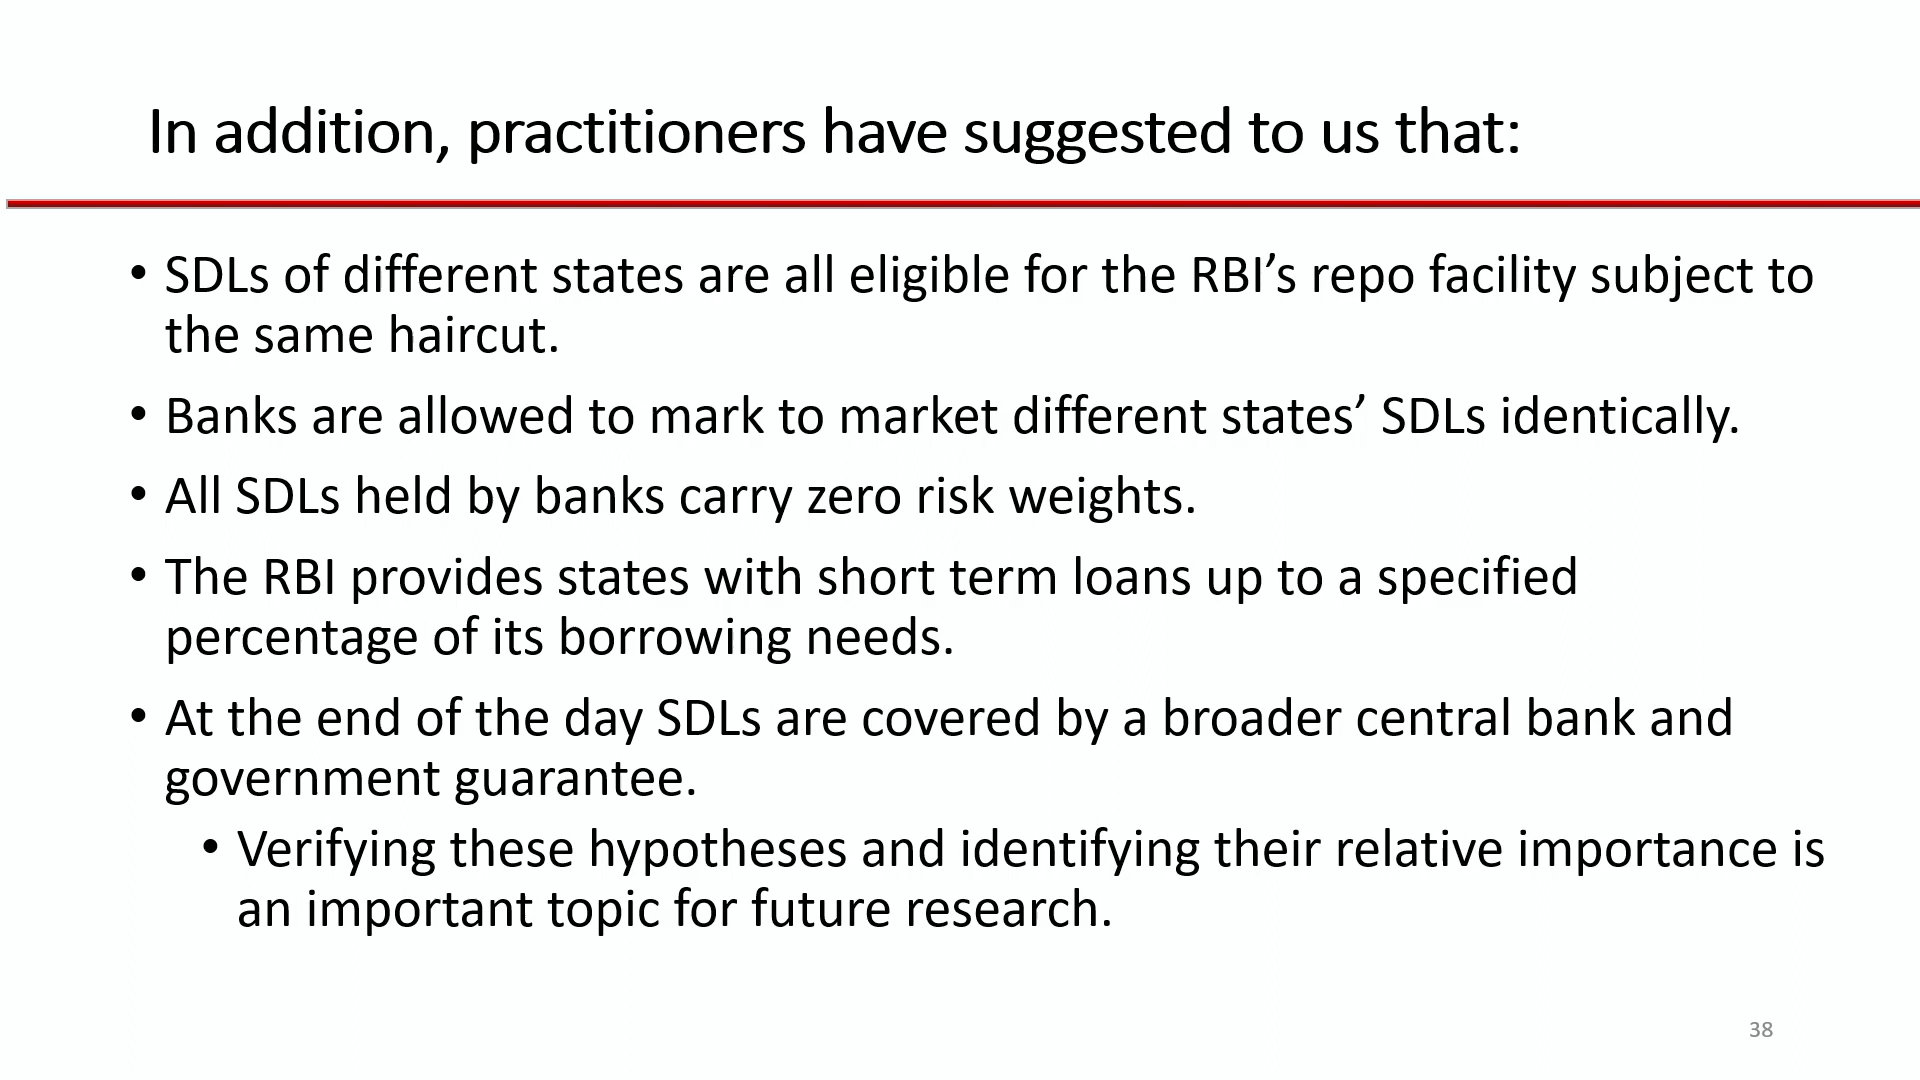 In addition, practitioners have suggested to us that:
• SDLs of different states are all eligible for the RBI’s repo facility subject to
the same haircut.
• Banks are allowed to mark to market different states’ SDLs identically.
• All SDLs held by banks carry zero risk weights.
• The RBI provides states with short term loans up to a specified
percentage of its borrowing needs.
• At the end of the day SDLs are covered by a broader central bank and
government guarantee.
• Verifying these hypotheses and identifying their relative importance is
an important topic for future research.
38